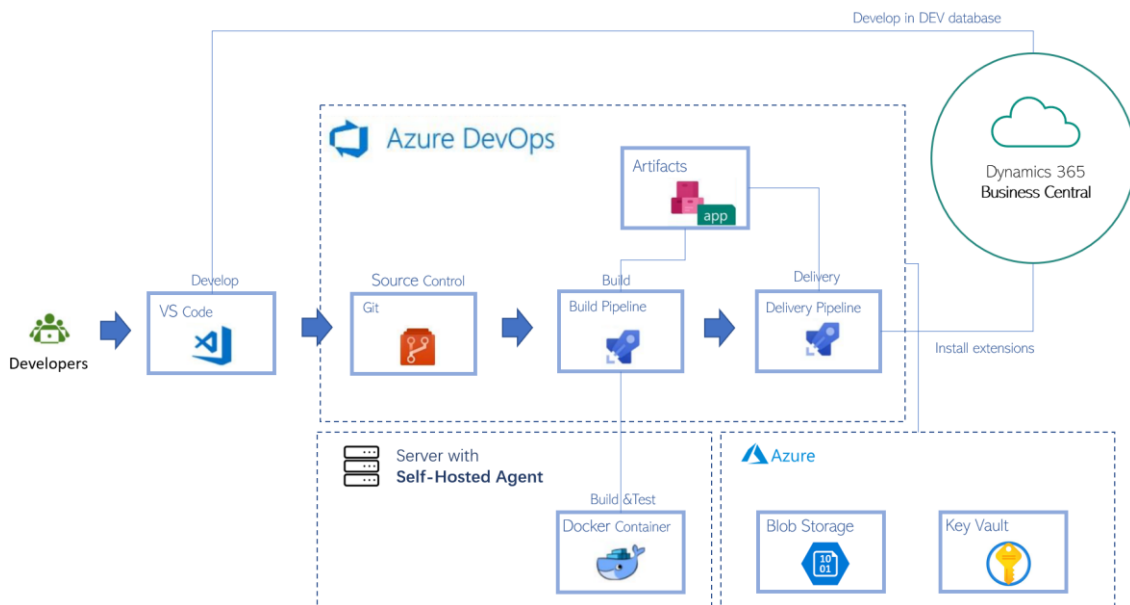 Develop in DEV database
Azure DevOps
Artifacts
app
Dynamics 365
Business Central
Develop
Source Control
Build
Delivery
VS Code
Git
Build Pipeline
Delivery Pipeline
Developers
Install extensions
Server with
Self-Hosted Agent
Azure
Build &Test
Docker Container
Blob Storage
10
01
Key Vault